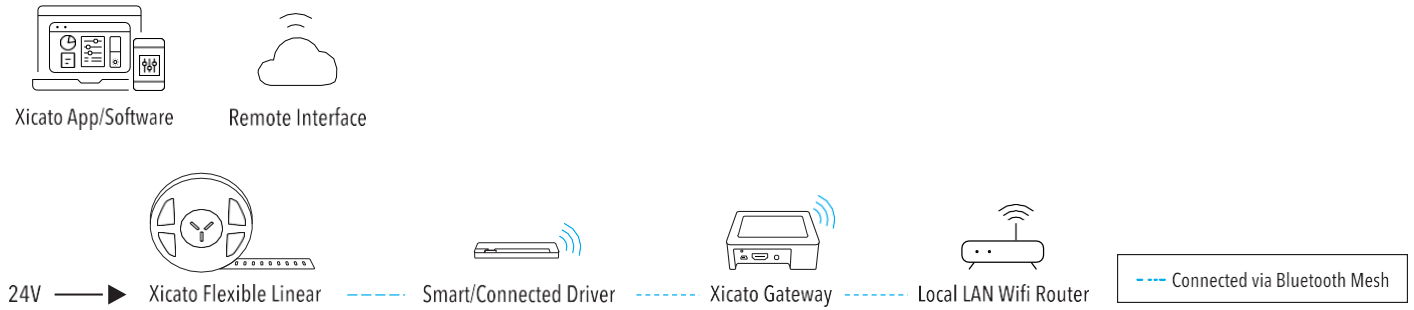 Xicato App/Software
Remote Interface
24V
Xicato Flexible Linear
Smart/Connected Driver
Xicato Gateway
Local LAN Wifi Router
Connected via Bluetooth Mesh